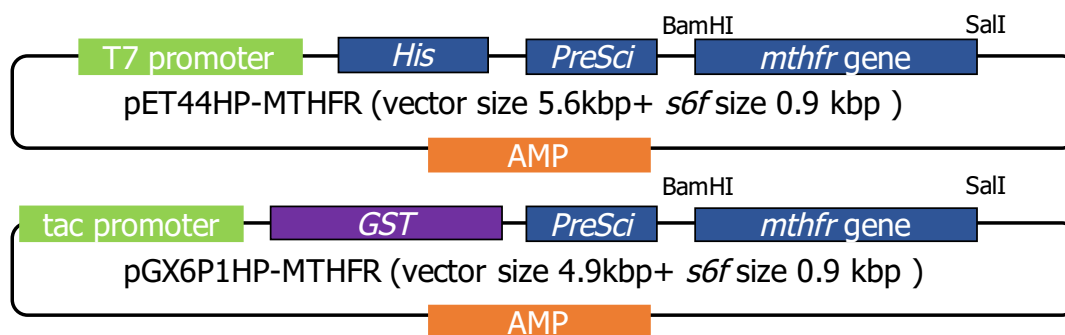 BamHI SalI
T7 promoter His PreSci mthfr gene
pET44HP-MTHFR (vector size 5.6kbp+ s6f size 0.9 kbp )
AMP
BamHI SalI
tac promoter GST PreSci mthfr gene
pGX6P1HP-MTHFR (vector size 4.9kbp+ s6f size 0.9 kbp )
AMP